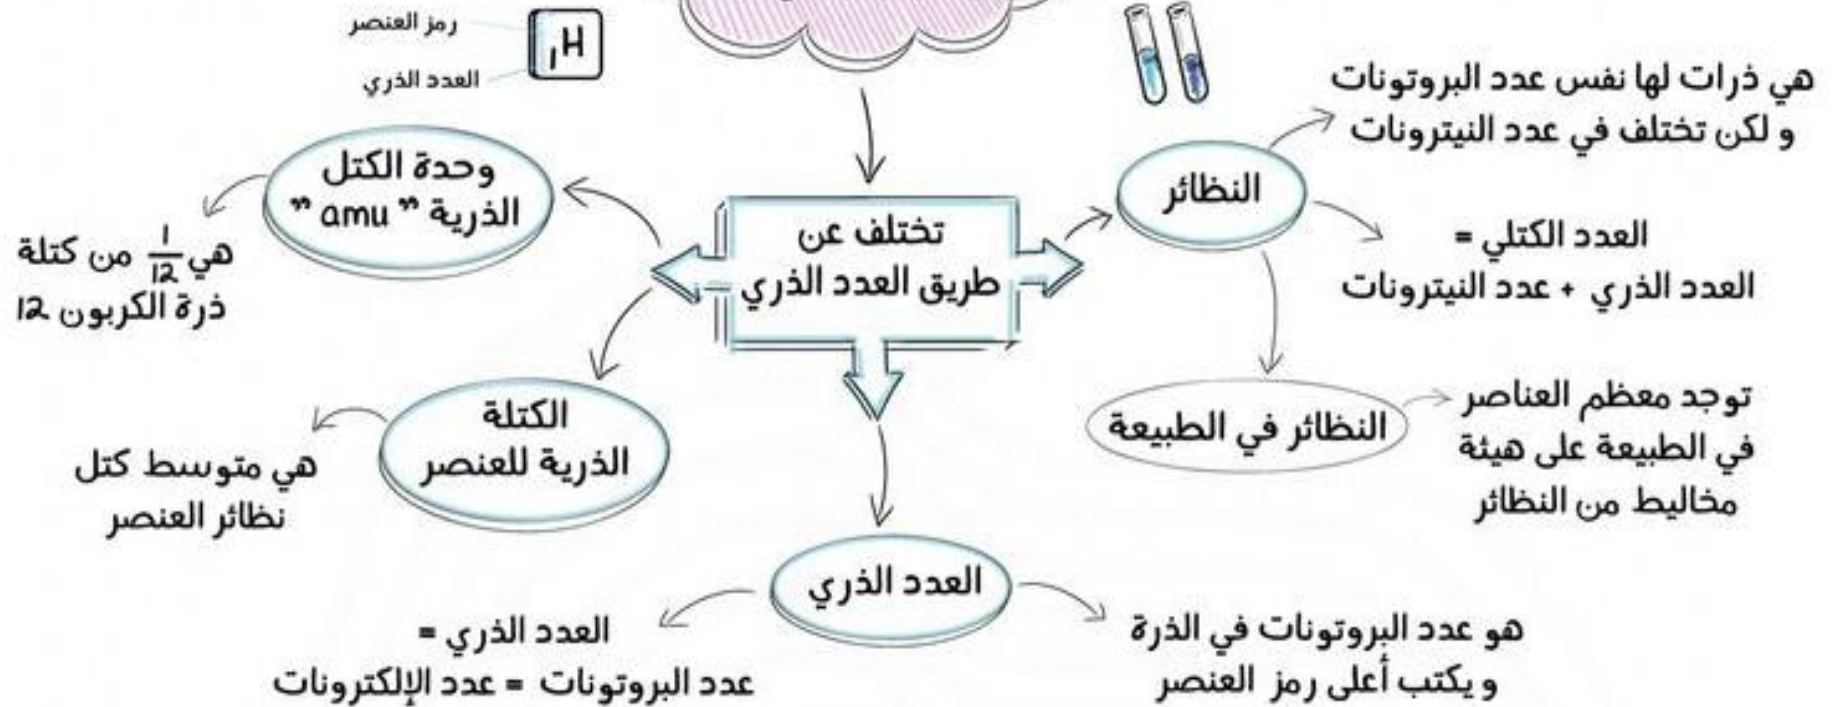 رمز العنصر
₁H
العدد الذري
تختلف عن
طريق العدد الذري
النظائر
هي ذرات لها نفس عدد البروتونات
و لكن تختلف في عدد النيترونات
العدد الكتلي =
العدد الذري + عدد النيترونات
النظائر في الطبيعة
توجد معظم العناصر
في الطبيعة على هيئة
مخاليط من النظائر
وحدة الكتل
الذرية ” amu “
هي 1/12 من كتلة
ذرة الكربون 12
الكتلة
الذرية للعنصر
هي متوسط كتل
نظائر العنصر
العدد الذري
هو عدد البروتونات في الذرة
و يكتب أعلى رمز العنصر
العدد الذري =
عدد البروتونات = عدد الإلكترونات